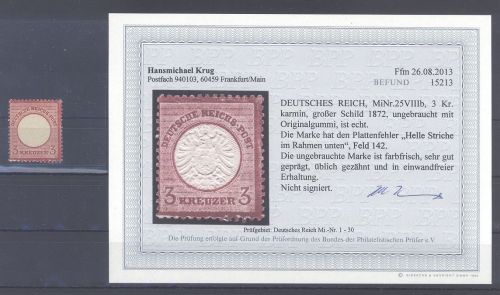 Hansmichael Krug
Postfach 940103, 60459 Frankfurt/Main
Ffm 26.08.2013
BEFUND
15213
DEUTSCHES REICH, MiNr.25VIIIb, 3 Kr.
karmin, großer Schild 1872, ungebraucht mit
Originalgummi, ist echt.
Die Marke hat den Plattenfehler „Helle Striche
im Rahmen unten“, Feld 142.
Die ungebrauchte Marke ist farbfrisch, sehr gut
geprägt, üblich gezähnt und in einwandfreier
Erhaltung.
Nicht signiert.
DEUTSCHE REICHS-POST
3 KREUZER 3
Prüfgebiet: Deutsches Reich Mi.-Nr. 1 - 30
Die Prüfung erfolgte auf Grund der Prüfordnung des Bundes der Philatelistischen Prüfer e.V.